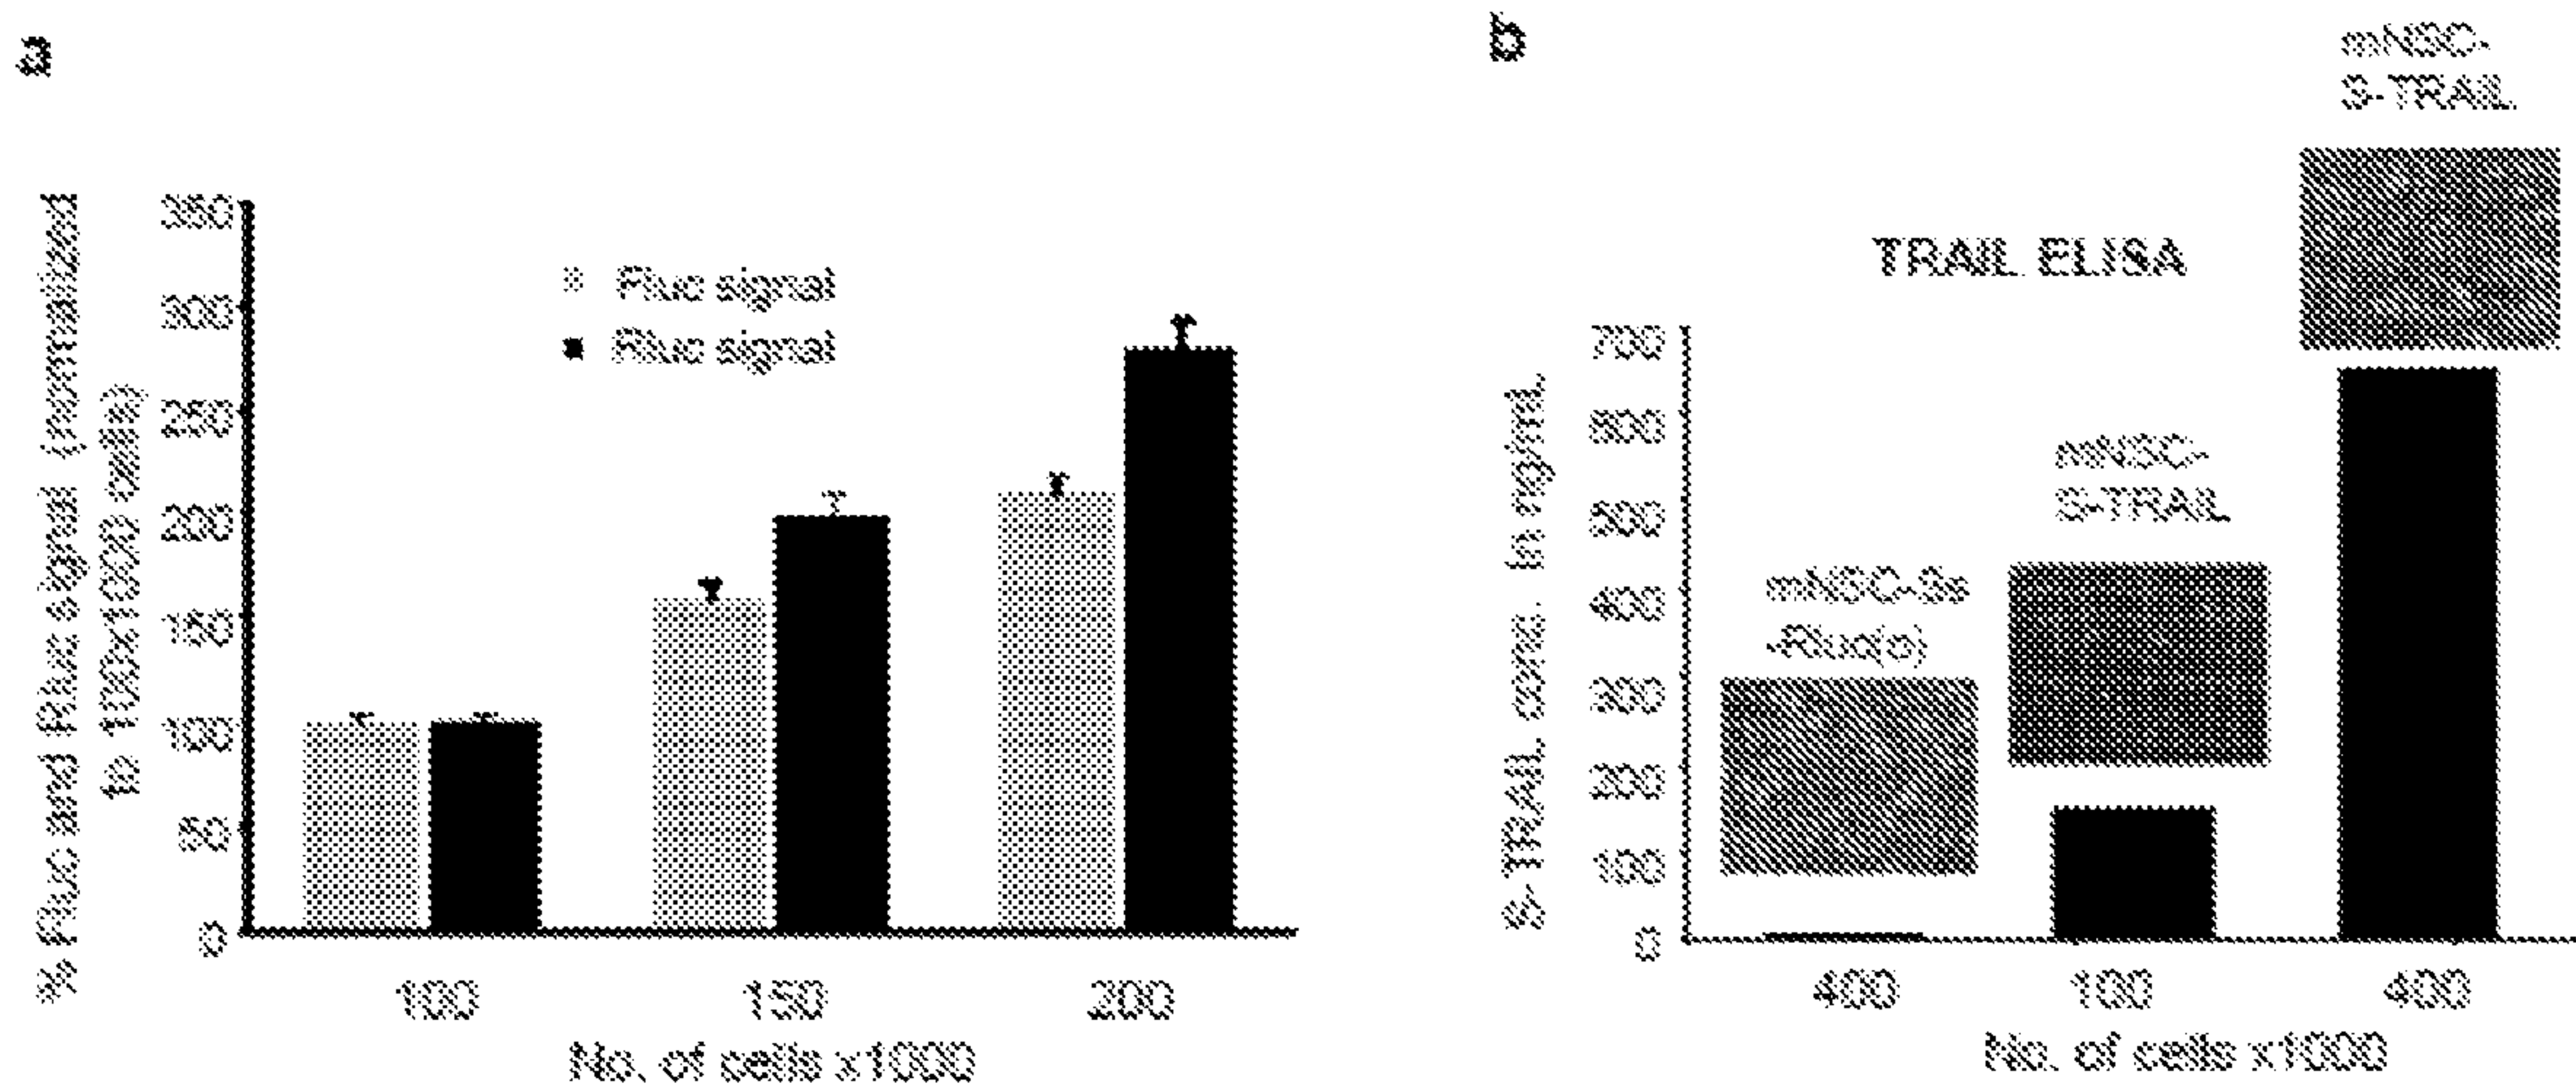 a
% Fluc and Rluc signal (normalized
to 100x1000 cells)
350
300
250
200
150
100
50
0
Fluc signal
Rluc signal
100 150 200
No. of cells x1000
b
TRAIL ELISA
S-TRAIL conc. in ng/mL
700
600
500
400
300
200
100
0
mNSC-Ss
-Rluc(o)
mNSC-
S-TRAIL
mNSC-
S-TRAIL
400 100 400
No. of cells x1000